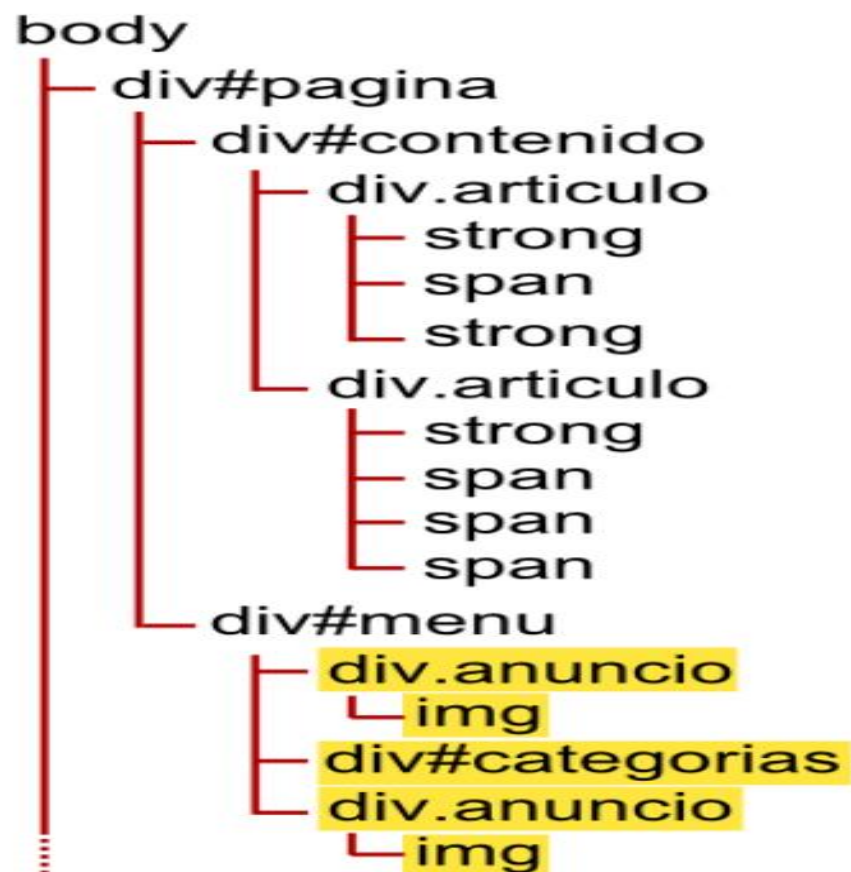 body
div#pagina
div#contenido
div.articulo
strong
span
strong
div.articulo
strong
span
span
span
div#menu
div.anuncio
img
div#categorias
div.anuncio
img